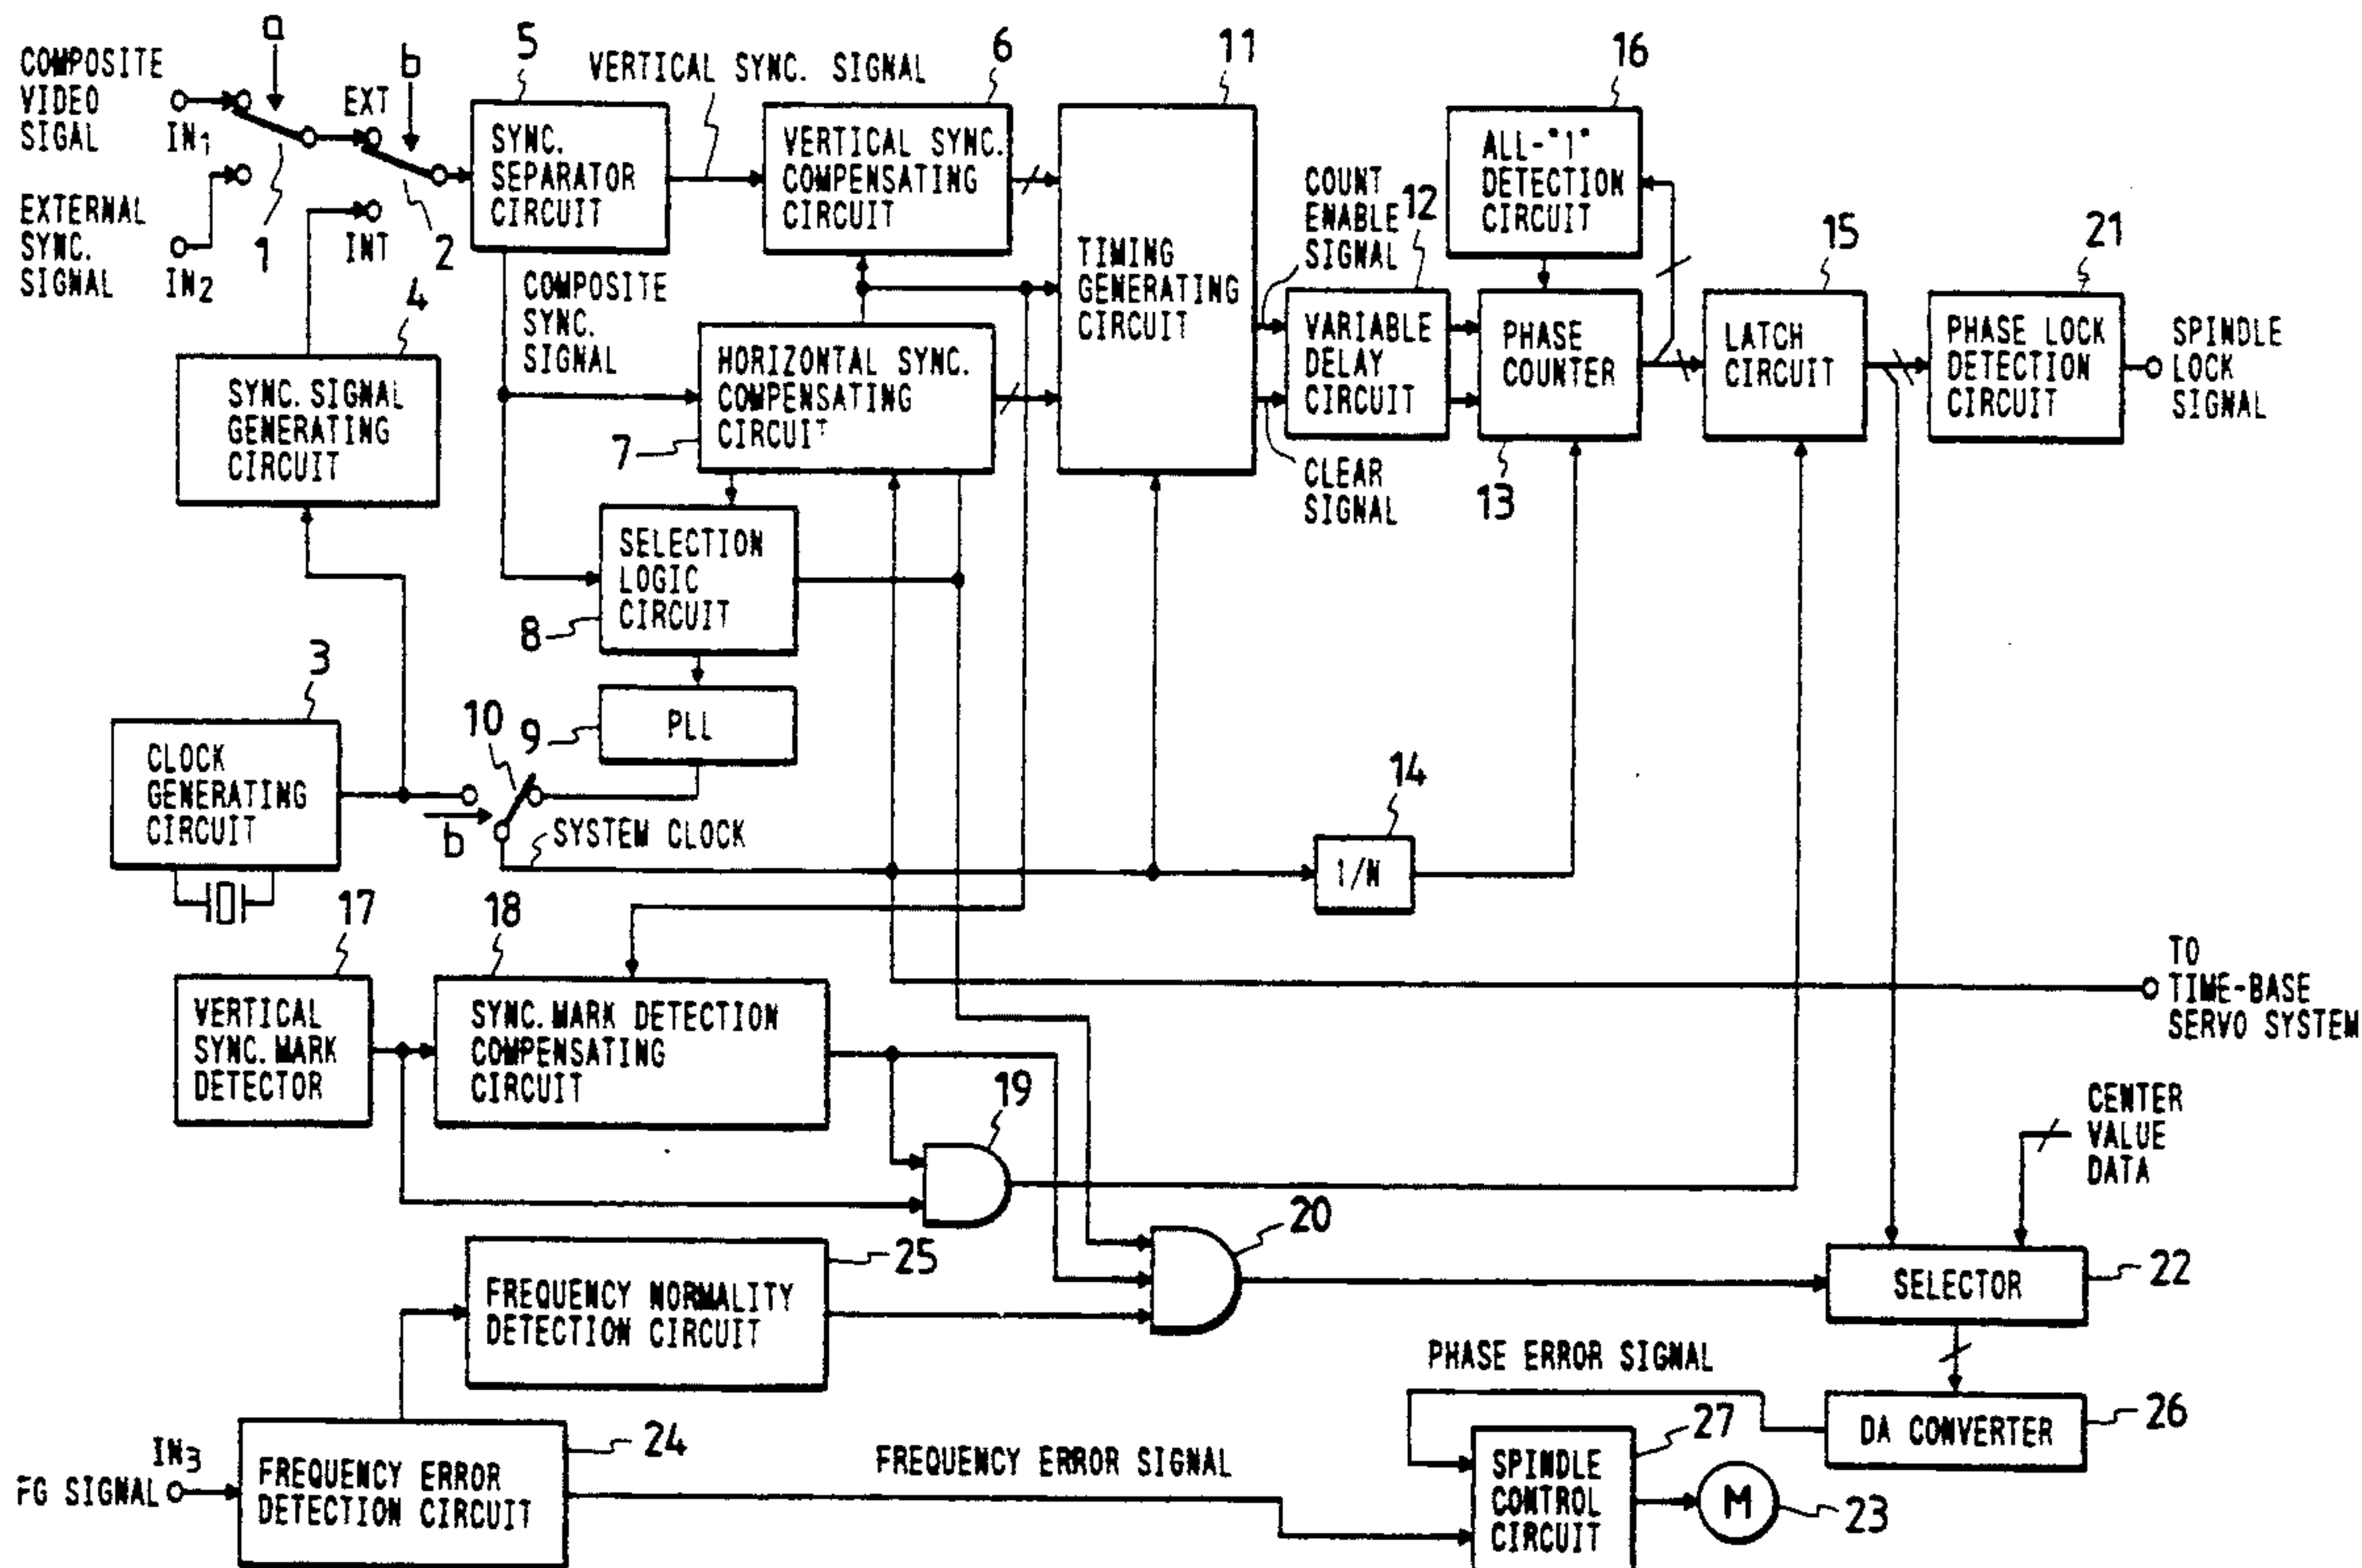 a
COMPOSITE
VIDEO
SIGAL
IN1
EXT
b
5
VERTICAL SYNC. SIGNAL
6
11
16
SYNC.
SEPARATOR
CIRCUIT
VERTICAL SYNC.
COMPENSATING
CIRCUIT
ALL-"1"
DETECTION
CIRCUIT
EXTERNAL
SYNC.
SIGNAL
IN2
1
INT
2
COUNT
ENABLE
SIGNAL
12
15
21
4
COMPOSITE
SYNC.
SIGNAL
TIMING
GENERATING
CIRCUIT
VARIABLE
DELAY
CIRCUIT
PHASE
COUNTER
LATCH
CIRCUIT
PHASE LOCK
DETECTION
CIRCUIT
SPINDLE
LOCK
SIGNAL
SYNC. SIGNAL
GENERATING
CIRCUIT
HORIZONTAL SYNC.
COMPENSATING
CIRCUIT
7
CLEAR
SIGNAL
13
SELECTION
LOGIC
CIRCUIT
8
3
PLL
9
10
CLOCK
GENERATING
CIRCUIT
b
SYSTEM CLOCK
14
1/N
17
18
VERTICAL
SYNC. MARK
DETECTOR
SYNC. MARK DETECTION
COMPENSATING
CIRCUIT
TO
TIME-BASE
SERVO SYSTEM
19
CENTER
VALUE
DATA
20
25
FREQUENCY NORMALITY
DETECTION CIRCUIT
SELECTOR
22
PHASE ERROR SIGNAL
DA CONVERTER
26
IN3
FG SIGNAL
24
FREQUENCY ERROR
DETECTION CIRCUIT
FREQUENCY ERROR SIGNAL
27
SPINDLE
CONTROL
CIRCUIT
M
23